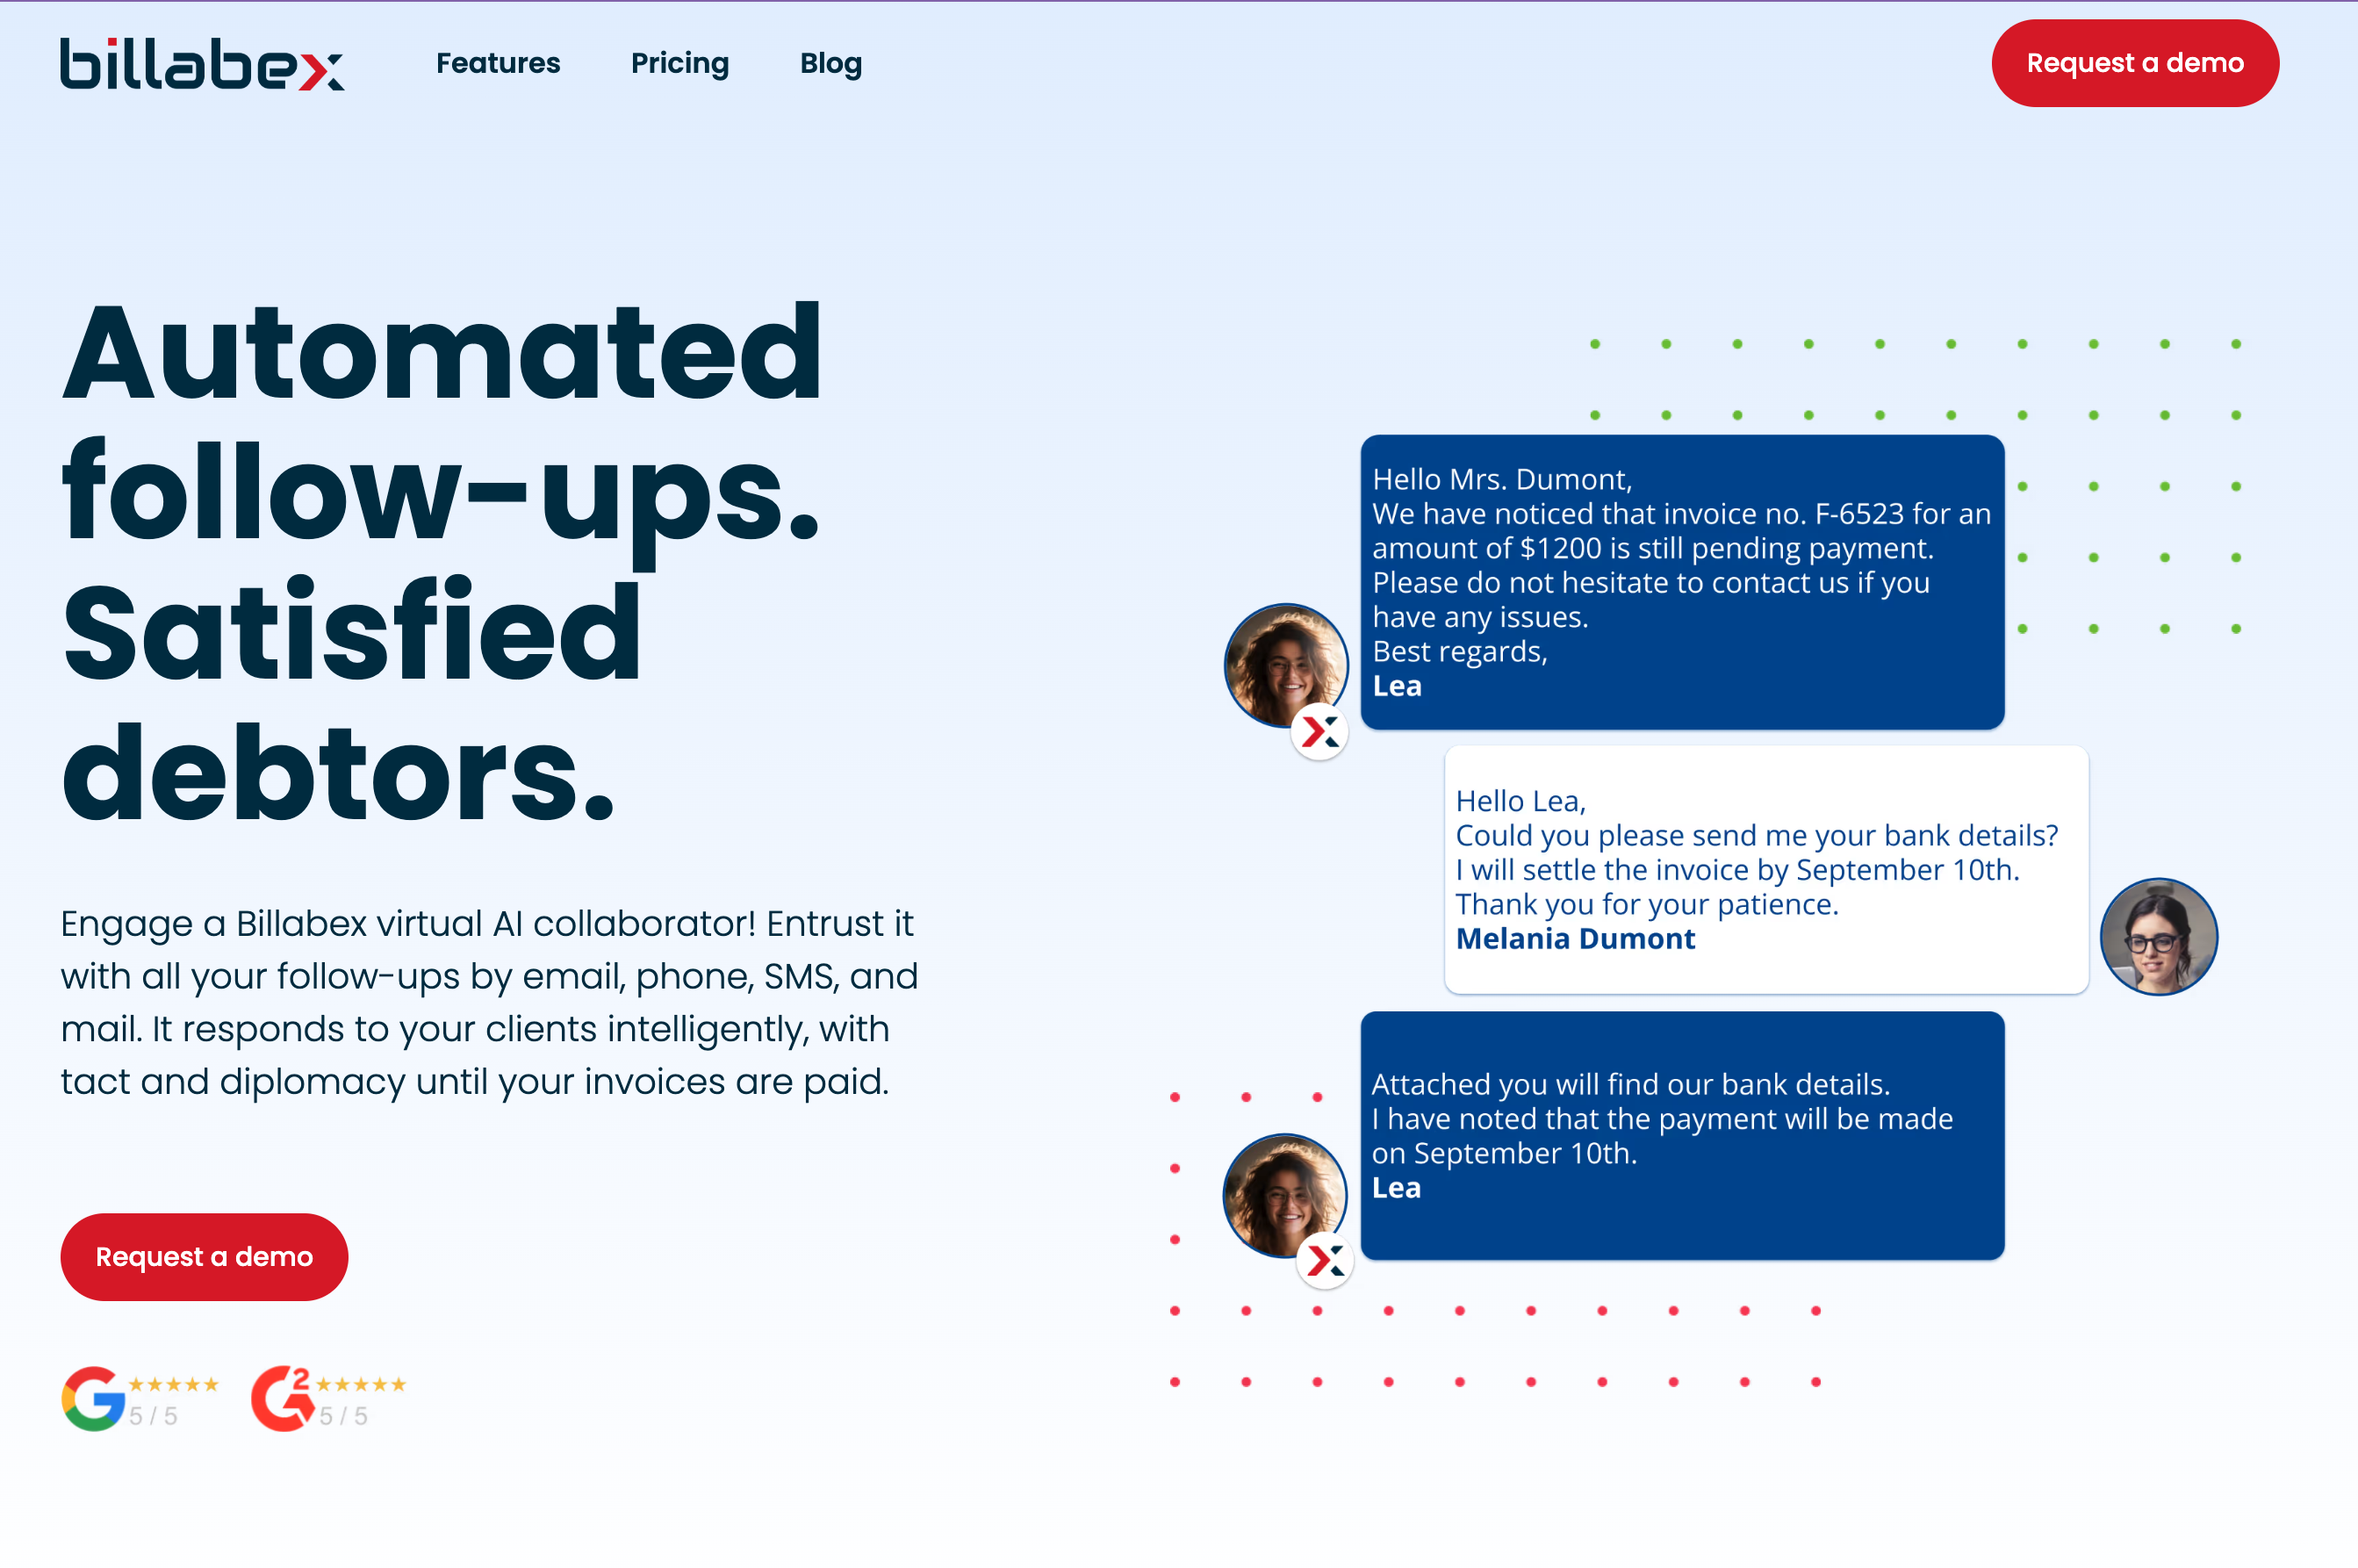 billabex
Features
Pricing
Blog
Request a demo
Automated
follow-ups.
Satisfied
debtors.
Engage a Billabex virtual AI collaborator! Entrust it
with all your follow-ups by email, phone, SMS, and
mail. It responds to your clients intelligently, with
tact and diplomacy until your invoices are paid.
Request a demo
G
5 / 5
G2
5 / 5
Hello Mrs. Dumont,
We have noticed that invoice no. F-6523 for an
amount of $1200 is still pending payment.
Please do not hesitate to contact us if you
have any issues.
Best regards,
Lea
Hello Lea,
Could you please send me your bank details?
I will settle the invoice by September 10th.
Thank you for your patience.
Melania Dumont
Attached you will find our bank details.
I have noted that the payment will be made
on September 10th.
Lea